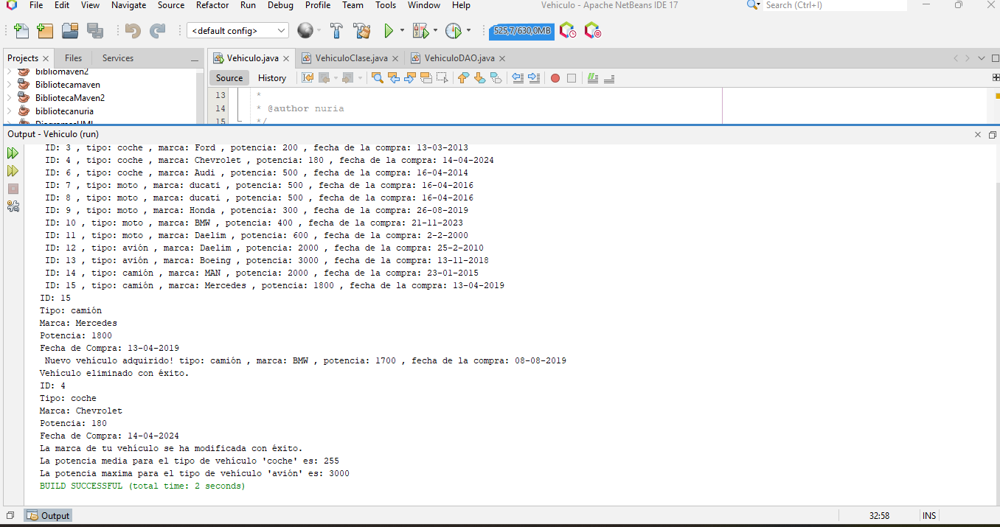 File Edit View Navigate Source Refactor Run Debug Profile Team Tools Window Help Vehiculo - Apache NetBeans IDE 17 Search (Ctrl+I)
<default config> 525,7/630,0MB
Projects Files Services Vehiculo.java VehiculoClase.java VehiculoDAO.java
Source History
bibliomaven2
Bibliotecamaven
BibliotecaMaven2
bibliotecanuria
DiagramasUML
13 *
14 * @author nuria
15 */
Output - Vehiculo (run)
ID: 3 , tipo: coche , marca: Ford , potencia: 200 , fecha de la compra: 13-03-2013
ID: 4 , tipo: coche , marca: Chevrolet , potencia: 180 , fecha de la compra: 14-04-2024
ID: 6 , tipo: coche , marca: Audi , potencia: 500 , fecha de la compra: 16-04-2014
ID: 7 , tipo: moto , marca: ducati , potencia: 500 , fecha de la compra: 16-04-2016
ID: 8 , tipo: moto , marca: ducati , potencia: 500 , fecha de la compra: 16-04-2016
ID: 9 , tipo: moto , marca: Honda , potencia: 300 , fecha de la compra: 26-08-2019
ID: 10 , tipo: moto , marca: BMW , potencia: 400 , fecha de la compra: 21-11-2023
ID: 11 , tipo: moto , marca: Daelim , potencia: 600 , fecha de la compra: 2-2-2000
ID: 12 , tipo: avión , marca: Daelim , potencia: 2000 , fecha de la compra: 25-2-2010
ID: 13 , tipo: avión , marca: Boeing , potencia: 3000 , fecha de la compra: 13-11-2018
ID: 14 , tipo: camión , marca: MAN , potencia: 2000 , fecha de la compra: 23-01-2015
ID: 15 , tipo: camión , marca: Mercedes , potencia: 1800 , fecha de la compra: 13-04-2019
ID: 15
Tipo: camión
Marca: Mercedes
Potencia: 1800
Fecha de Compra: 13-04-2019
Nuevo vehículo adquirido! tipo: camión , marca: BMW , potencia: 1700 , fecha de la compra: 08-08-2019
Vehículo eliminado con éxito.
ID: 4
Tipo: coche
Marca: Chevrolet
Potencia: 180
Fecha de Compra: 14-04-2024
La marca de tu vehículo se ha modificada con éxito.
La potencia media para el tipo de vehículo 'coche' es: 255
La potencia maxima para el tipo de vehículo 'avión' es: 3000
BUILD SUCCESSFUL (total time: 2 seconds)
Output 32:58 INS